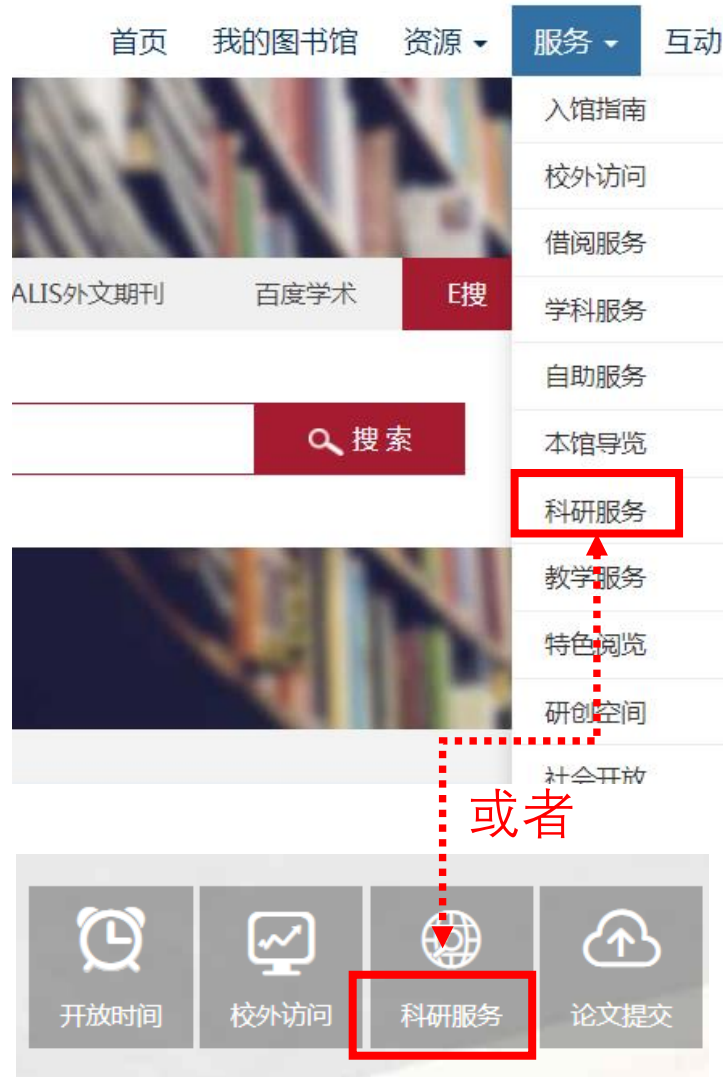 首页 我的图书馆 资源 服务 互动
入馆指南
校外访问
借阅服务
ALIS外文期刊 百度学术 E搜
学科服务
自助服务
搜索
本馆导览
科研服务
教学服务
特色阅览
研创空间
社会开放
或者
开放时间 校外访问 科研服务 论文提交